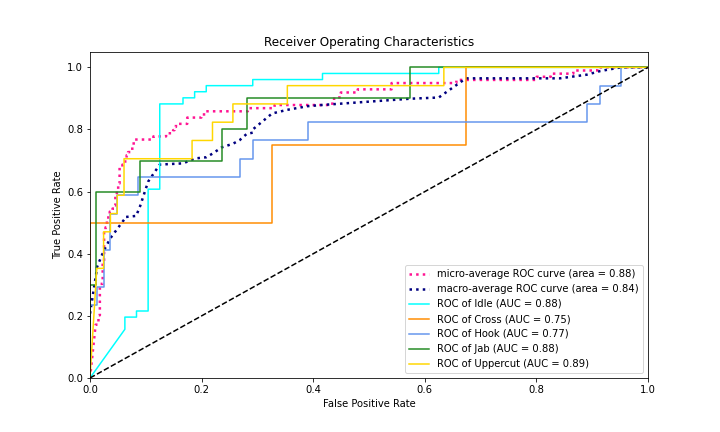 Receiver Operating Characteristics
1.0
0.8
0.6
0.4
0.2
0.0
True Positive Rate
0.0 0.2 0.4 0.6 0.8 1.0
False Positive Rate
micro-average ROC curve (area = 0.88)
macro-average ROC curve (area = 0.84)
ROC of Idle (AUC = 0.88)
ROC of Cross (AUC = 0.75)
ROC of Hook (AUC = 0.77)
ROC of Jab (AUC = 0.88)
ROC of Uppercut (AUC = 0.89)